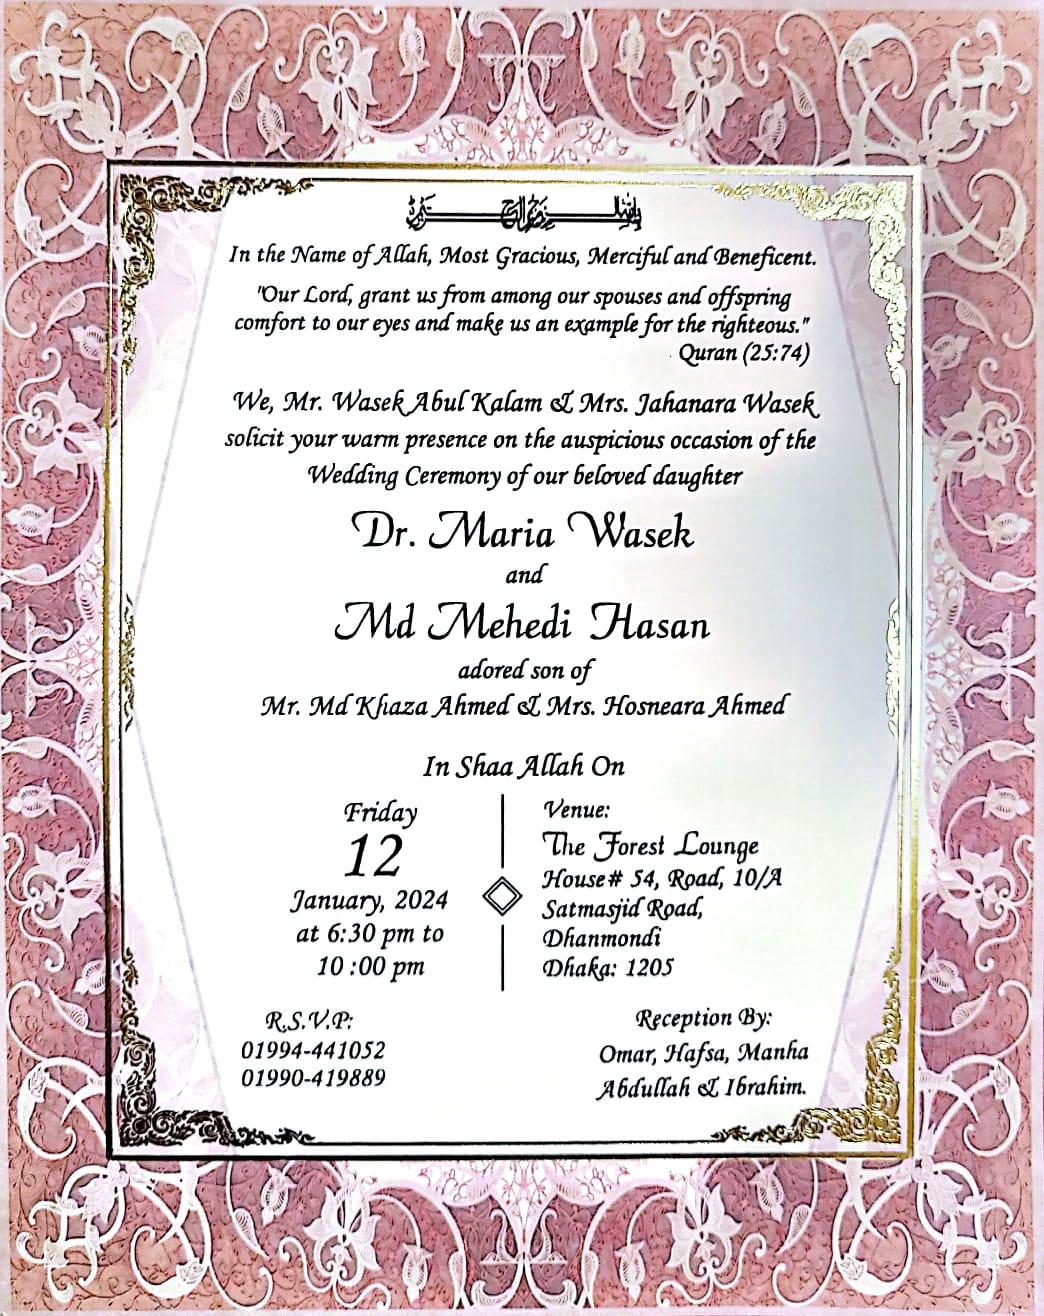 بسم الله الرحمن الرحيم
In the Name of Allah, Most Gracious, Merciful and Beneficent.
"Our Lord, grant us from among our spouses and offspring
comfort to our eyes and make us an example for the righteous."
Quran (25:74)
We, Mr. Wasek Abul Kalam & Mrs. Jahanara Wasek
solicit your warm presence on the auspicious occasion of the
Wedding Ceremony of our beloved daughter
Dr. Maria Wasek
and
Md Mehedi Hasan
adored son of
Mr. Md Khaza Ahmed & Mrs. Hosneara Ahmed
In Shaa Allah On
Friday
12
January, 2024
at 6:30 pm to
10 :00 pm
Venue:
The Forest Lounge
House# 54, Road, 10/A
Satmasjid Road,
Dhanmondi
Dhaka: 1205
R.S.V.P:
01994-441052
01990-419889
Reception By:
Omar, Hafsa, Manha
Abdullah & Ibrahim.